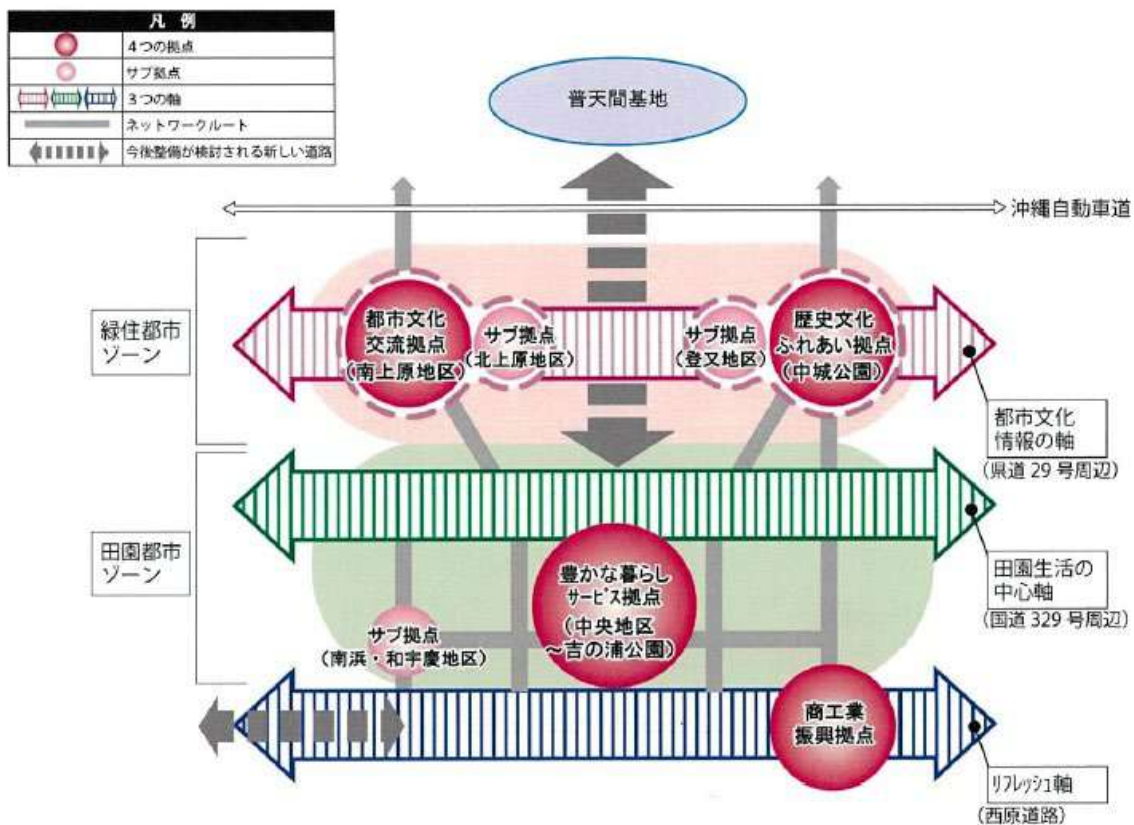 凡 例
4つの拠点
サブ拠点
3つの軸
ネットワークルート
今後整備が検討される新しい道路
普天間基地
沖縄自動車道
緑住都市
ゾーン
都市文化
交流拠点
(南上原地区)
サブ拠点
(北上原地区)
サブ拠点
(登又地区)
歴史文化
ふれあい拠点
(中城公園)
都市文化
情報の軸
(県道 29 号周辺)
田園都市
ゾーン
豊かな暮らし
サービス拠点
(中央地区
～吉の浦公園)
サブ拠点
(南浜・和宇慶地区)
田園生活の
中心軸
(国道 329 号周辺)
商工業
振興拠点
リフレッシュ軸
(西原道路)